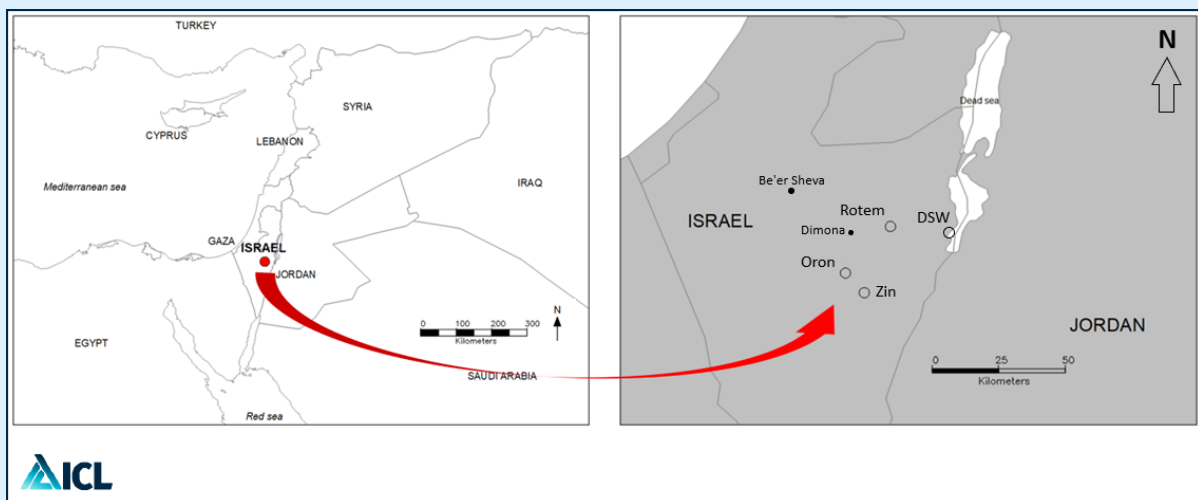 TURKEY
SYRIA
CYPRUS
LEBANON
Mediterranean sea
IRAQ
GAZA
ISRAEL
JORDAN
0 100 200 300
Kilometers
N
EGYPT
SAUDI ARABIA
Red sea
N
Dead sea
Be'er Sheva
Rotem
DSW
ISRAEL
Dimona
Oron
Zin
JORDAN
0 25 50
Kilometers
ICL